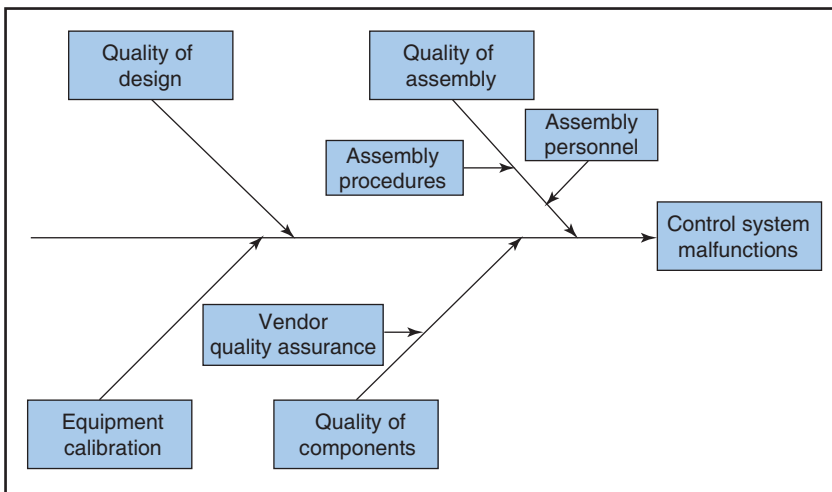 Quality of
design
Quality of
assembly
Assembly
personnel
Assembly
procedures
Control system
malfunctions
Vendor
quality assurance
Equipment
calibration
Quality of
components